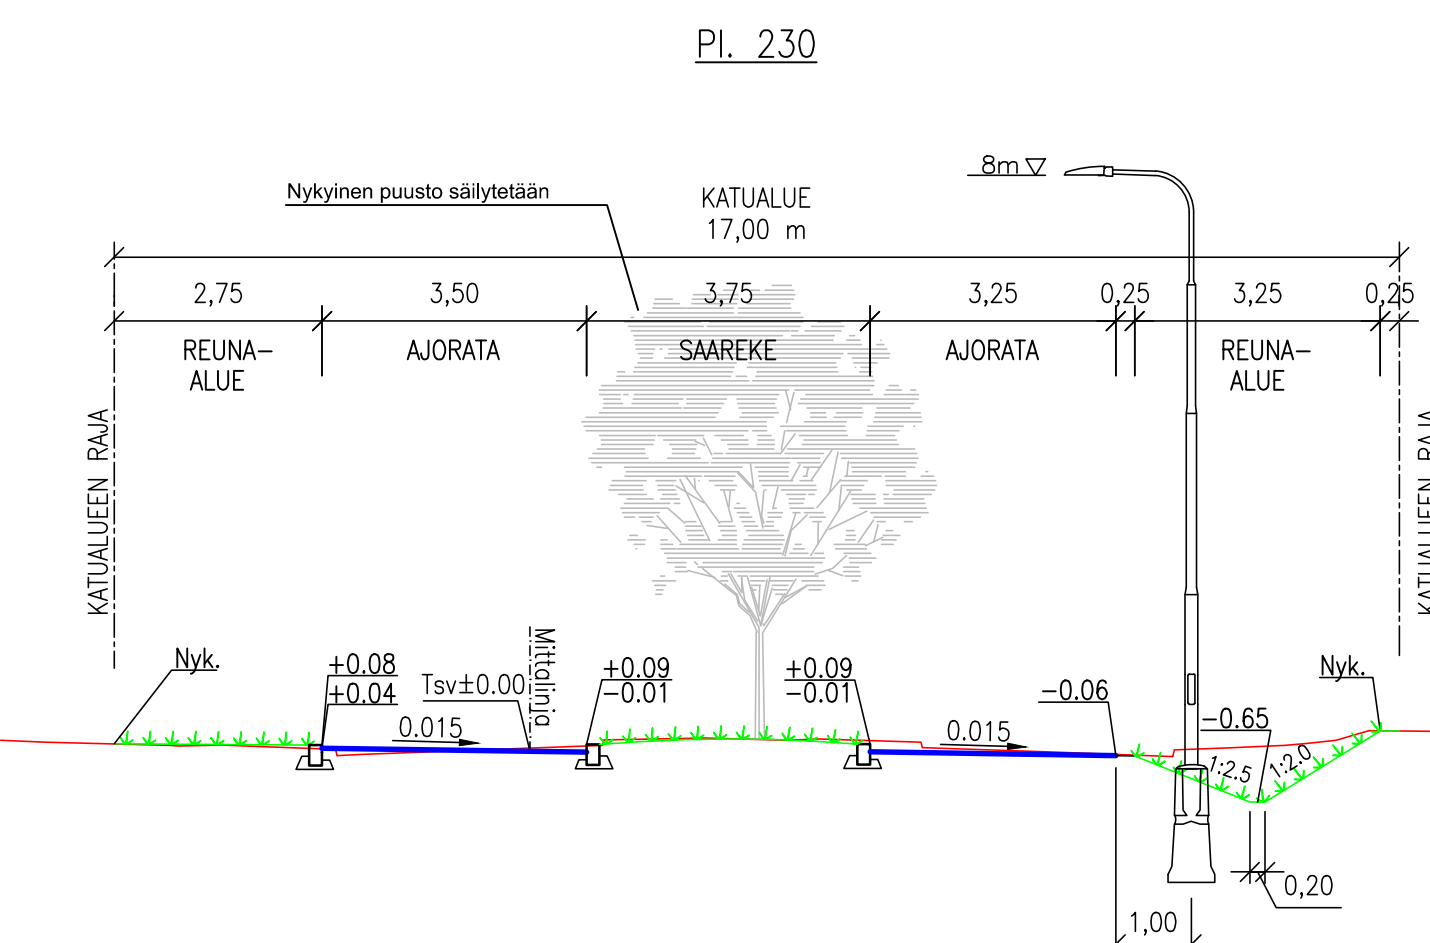 Pl. 230
8m
Nykyinen puusto säilytetään
KATUALUE
17,00 m
2,75
3,50
3,75
3,25
0,25
3,25
0,25
REUNA-
ALUE
AJORATA
SAAREKE
AJORATA
REUNA-
ALUE
KATUALUEEN RAJA
KATUALUEEN RAJA
Nyk.
+0.08
+0.04
Tsv±0.00
Mittalinja
+0.09
-0.01
+0.09
-0.01
-0.06
Nyk.
-0.65
0.015
0.015
1:2.5
1:2.0
0,20
1,00